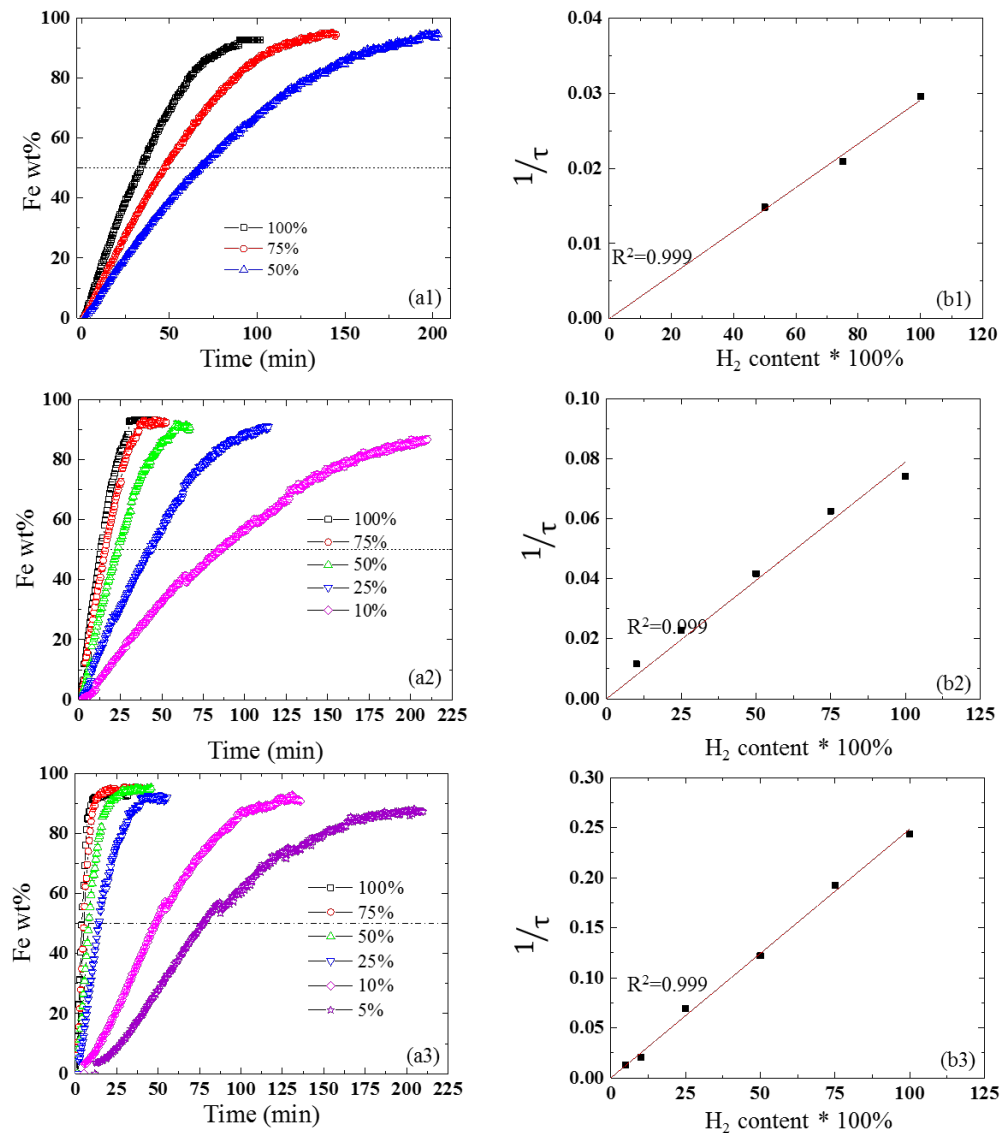 100
80
60
40
20
0
Fe wt%
100%
75%
50%
(a1)
0 50 100 150 200
Time (min)
0.04
0.03
0.02
0.01
0.00
1/τ
R²=0.999
(b1)
0 20 40 60 80 100 120
H₂ content * 100%
100
80
60
40
20
0
Fe wt%
100%
75%
50%
25%
10%
(a2)
0 25 50 75 100 125 150 175 200 225
Time (min)
0.10
0.08
0.06
0.04
0.02
0.00
1/τ
R²=0.999
(b2)
0 25 50 75 100 125
H₂ content * 100%
100
80
60
40
20
0
Fe wt%
100%
75%
50%
25%
10%
5%
(a3)
0 25 50 75 100 125 150 175 200 225
Time (min)
0.30
0.25
0.20
0.15
0.10
0.05
0.00
1/τ
R²=0.999
(b3)
0 25 50 75 100 125
H₂ content * 100%